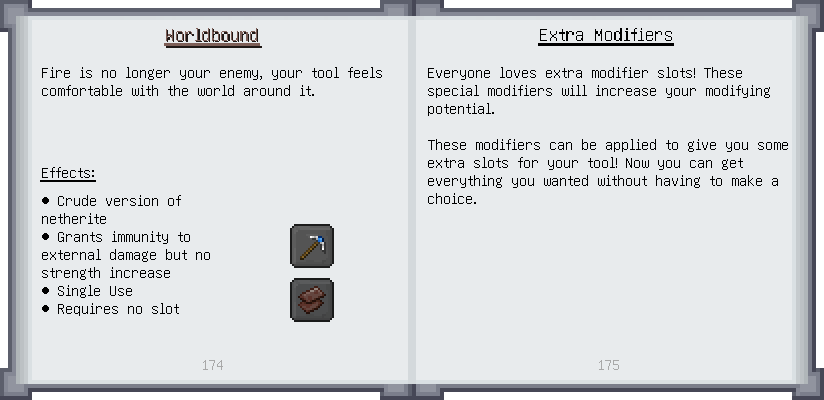 Worldbound
Fire is no longer your enemy, your tool feels
comfortable with the world around it.
Effects:
● Crude version of
netherite
● Grants immunity to
external damage but no
strength increase
● Single Use
● Requires no slot
174
Extra Modifiers
Everyone loves extra modifier slots! These
special modifiers will increase your modifying
potential.
These modifiers can be applied to give you some
extra slots for your tool! Now you can get
everything you wanted without having to make a
choice.
175